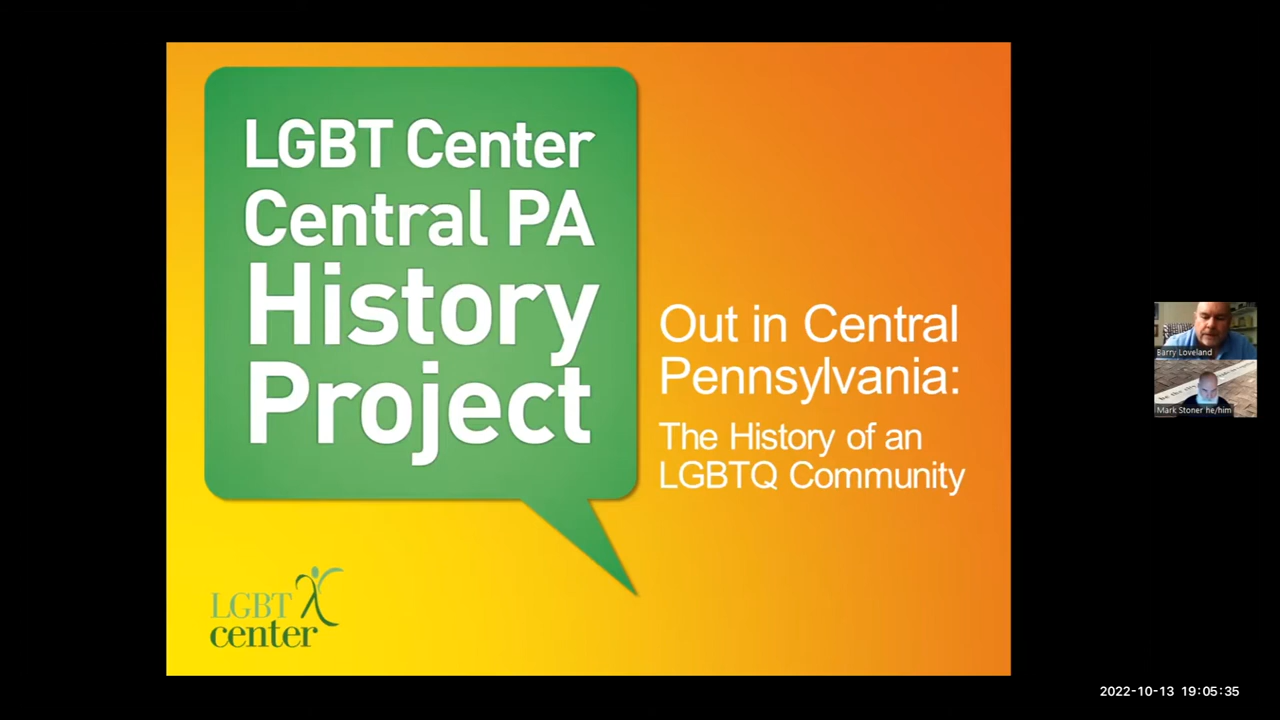 LGBT Center
Central PA
History
Project
Out in Central
Pennsylvania:
The History of an
LGBTQ Community
LGBT
center
Barry Loveland
Mark Stoner he/him
2022-10-13 19:05:35